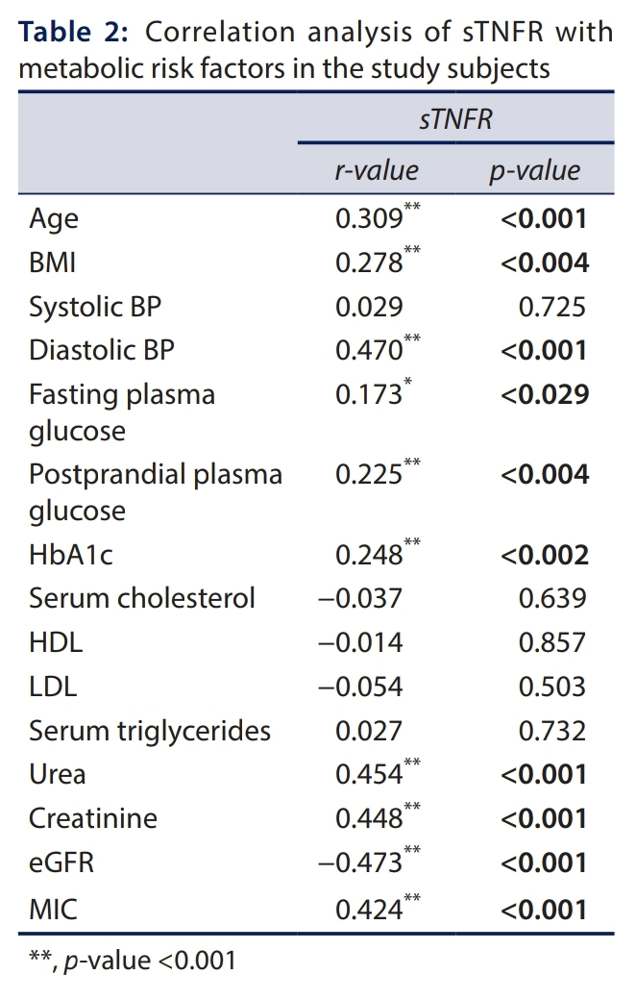 Table 2: Correlation analysis of sTNFR with
metabolic risk factors in the study subjects
sTNFR
r-value p-value
Age 0.309** <0.001
BMI 0.278** <0.004
Systolic BP 0.029 0.725
Diastolic BP 0.470** <0.001
Fasting plasma 0.173* <0.029
glucose
Postprandial plasma 0.225** <0.004
glucose
HbA1c 0.248** <0.002
Serum cholesterol −0.037 0.639
HDL −0.014 0.857
LDL −0.054 0.503
Serum triglycerides 0.027 0.732
Urea 0.454** <0.001
Creatinine 0.448** <0.001
eGFR −0.473** <0.001
MIC 0.424** <0.001
**, p-value <0.001